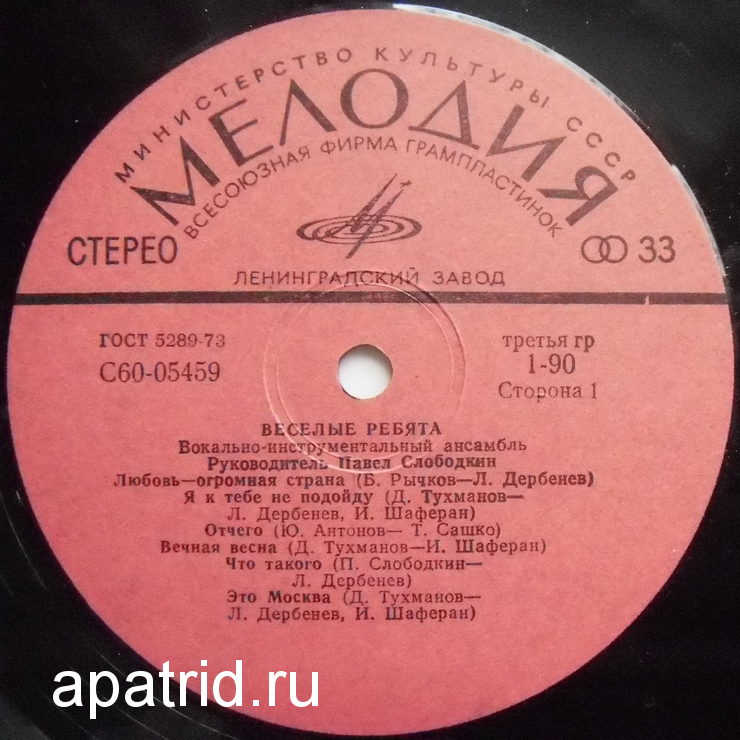 МИНИСТЕРСТВО КУЛЬТУРЫ СССР
МЕЛОДИЯ
ВСЕСОЮЗНАЯ ФИРМА ГРАМПЛАСТИНОК
СТЕРЕО 33
ЛЕНИНГРАДСКИЙ ЗАВОД
ГОСТ 5289-73 третья гр
С60-05459 1-90
Сторона 1
ВЕСЕЛЫЕ РЕБЯТА
Вокально-инструментальный ансамбль
Руководитель Павел Слободкин
Любовь—огромная страна (Б. Рычков—Л. Дербенев)
Я к тебе не подойду (Д. Тухманов—
Л. Дербенев, И. Шаферан)
Отчего (Ю. Антонов— Т. Сашко)
Вечная весна (Д. Тухманов—И. Шаферан)
Что такого (П. Слободкин—
Л. Дербенев)
Это Москва (Д. Тухманов—
Л. Дербенев, И. Шаферан)
apatrid.ru